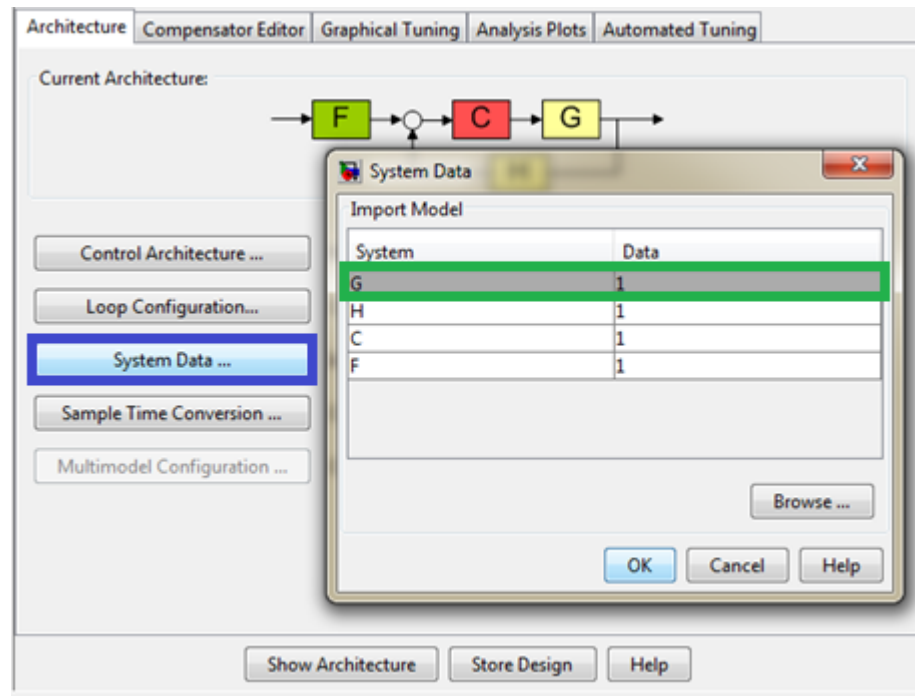 Architecture Compensator Editor Graphical Tuning Analysis Plots Automated Tuning
Current Architecture:
F C G
H
System Data
Import Model
System Data
G 1
H 1
C 1
F 1
Browse ...
OK Cancel Help
Control Architecture ...
Loop Configuration...
System Data ...
Sample Time Conversion ...
Multimodel Configuration ...
Show Architecture Store Design Help